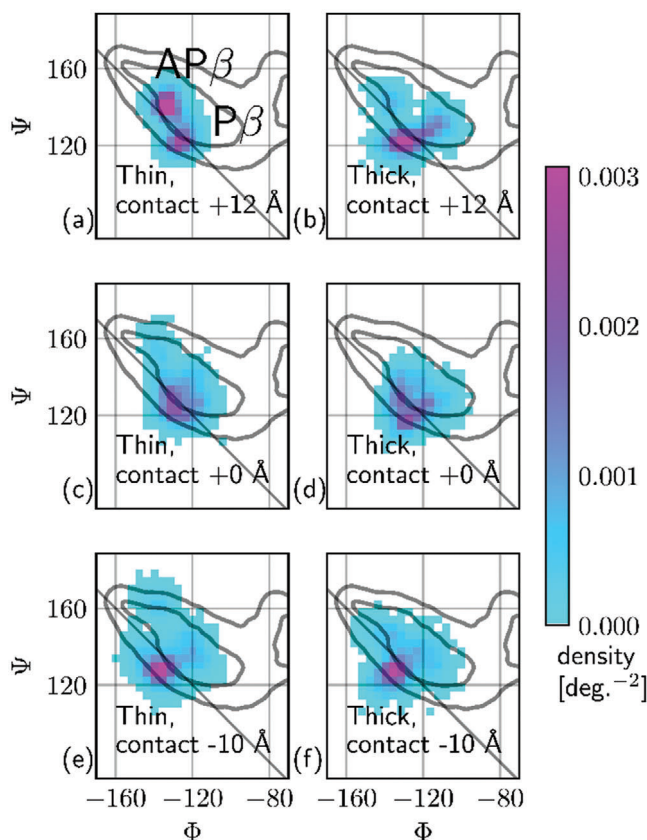 160
Ψ
120
APβ
Pβ
Thin,
contact +12 Å
(a)
Thick,
contact +12 Å
(b)
160
Ψ
120
Thin,
contact +0 Å
(c)
Thick,
contact +0 Å
(d)
160
Ψ
120
Thin,
contact -10 Å
(e)
Thick,
contact -10 Å
(f)
−160 −120 −80
Φ
−160 −120 −80
Φ
0.003
0.002
0.001
0.000
density
[deg.⁻²]